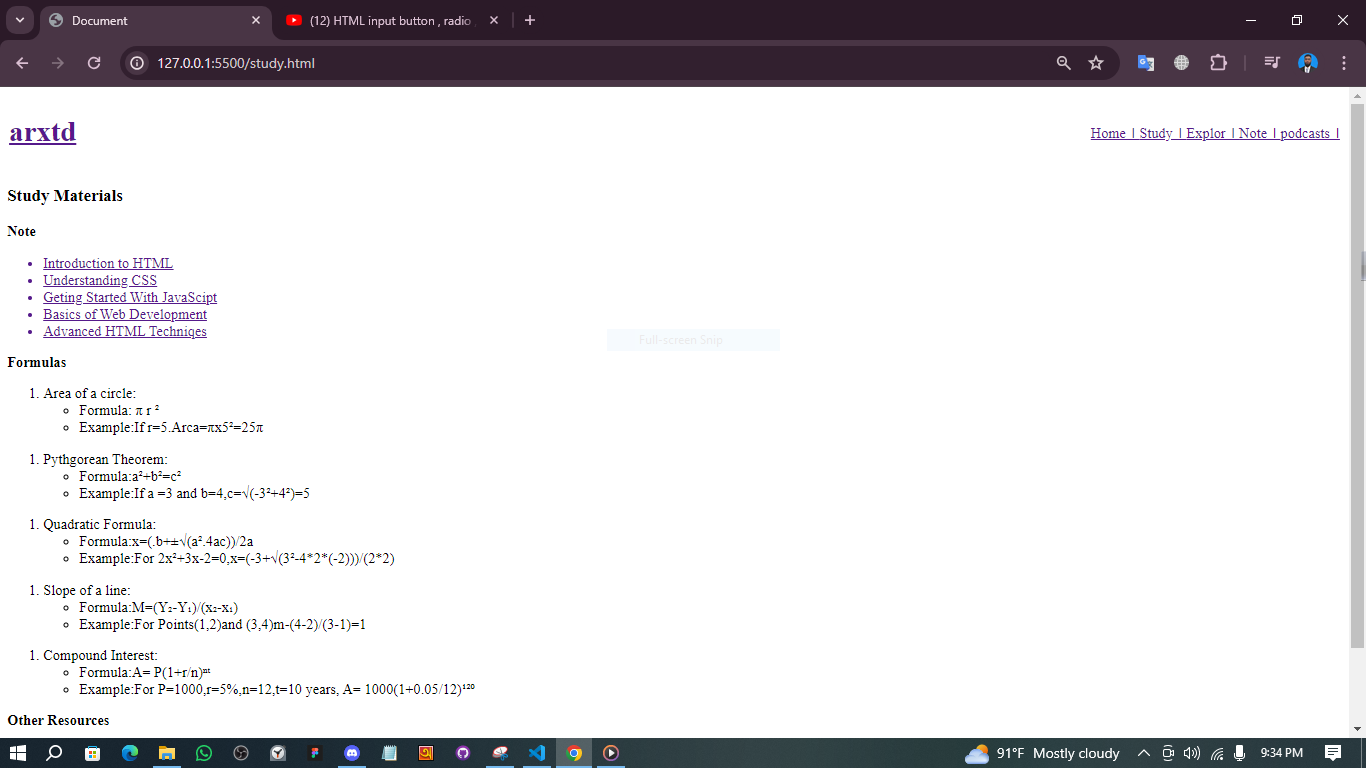 Document
(12) HTML input button , radio
127.0.0.1:5500/study.html
arxtd
Home | Study | Explor | Note | podcasts |
Study Materials
Note
Introduction to HTML
Understanding CSS
Geting Started With JavaScipt
Basics of Web Development
Advanced HTML Techniqes
Full-screen Snip
Formulas
1. Area of a circle:
Formula: π r ²
Example:If r=5.Arca=πx5²=25π
1. Pythgorean Theorem:
Formula:a²+b²=c²
Example:If a =3 and b=4,c=√(-3²+4²)=5
1. Quadratic Formula:
Formula:x=(.b+±√(a².4ac))/2a
Example:For 2x²+3x-2=0,x=(-3+√(3²-4*2*(-2)))/(2*2)
1. Slope of a line:
Formula:M=(Y₂-Y₁)/(x₂-x₁)
Example:For Points(1,2)and (3,4)m-(4-2)/(3-1)=1
1. Compound Interest:
Formula:A= P(1+r/n)ⁿᵗ
Example:For P=1000,r=5%,n=12,t=10 years, A= 1000(1+0.05/12)¹²⁰
Other Resources
91°F Mostly cloudy
9:34 PM